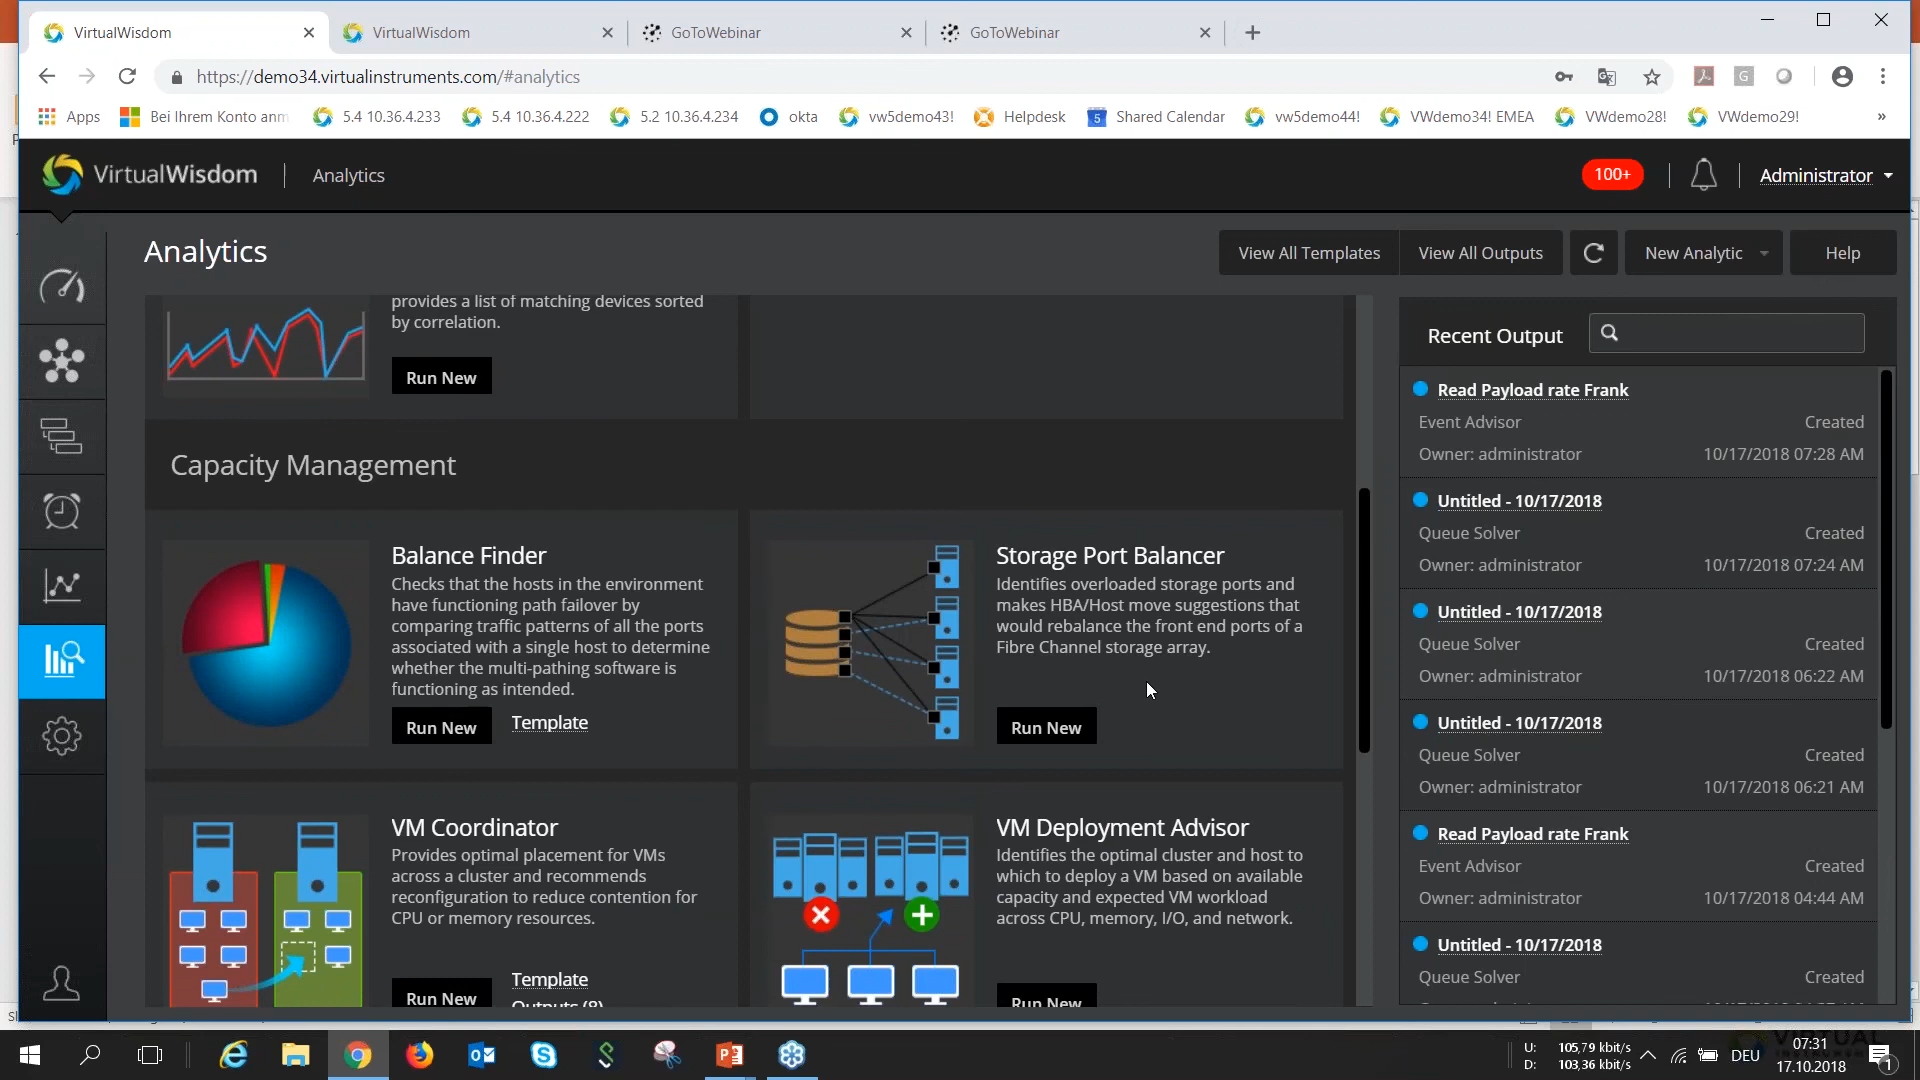 VirtualWisdom
VirtualWisdom
GoToWebinar
GoToWebinar
https://demo34.virtualinstruments.com/#analytics
Apps
Bei Ihrem Konto anm
5.4 10.36.4.233
5.4 10.36.4.222
5.2 10.36.4.234
okta
vw5demo43!
Helpdesk
5
Shared Calendar
vw5demo44!
VWdemo34! EMEA
VWdemo28!
VWdemo29!
»
VirtualWisdom
Analytics
100+
Administrator
Analytics
View All Templates
View All Outputs
New Analytic
Help
provides a list of matching devices sorted
by correlation.
Run New
Capacity Management
Balance Finder
Checks that the hosts in the environment
have functioning path failover by
comparing traffic patterns of all the ports
associated with a single host to determine
whether the multi-pathing software is
functioning as intended.
Run New
Template
Storage Port Balancer
Identifies overloaded storage ports and
makes HBA/Host move suggestions that
would rebalance the front end ports of a
Fibre Channel storage array.
Run New
VM Coordinator
Provides optimal placement for VMs
across a cluster and recommends
reconfiguration to reduce contention for
CPU or memory resources.
Run New
Template
Outputs (8)
VM Deployment Advisor
Identifies the optimal cluster and host to
which to deploy a VM based on available
capacity and expected VM workload
across CPU, memory, I/O, and network.
Run New
Recent Output
Read Payload rate Frank
Event Advisor Created
Owner: administrator 10/17/2018 07:28 AM
Untitled - 10/17/2018
Queue Solver Created
Owner: administrator 10/17/2018 07:24 AM
Untitled - 10/17/2018
Queue Solver Created
Owner: administrator 10/17/2018 06:22 AM
Untitled - 10/17/2018
Queue Solver Created
Owner: administrator 10/17/2018 06:21 AM
Read Payload rate Frank
Event Advisor Created
Owner: administrator 10/17/2018 04:44 AM
Untitled - 10/17/2018
Queue Solver Created
U: 105,79 kbit/s
D: 103,36 kbit/s
DEU
07:31
17.10.2018
1